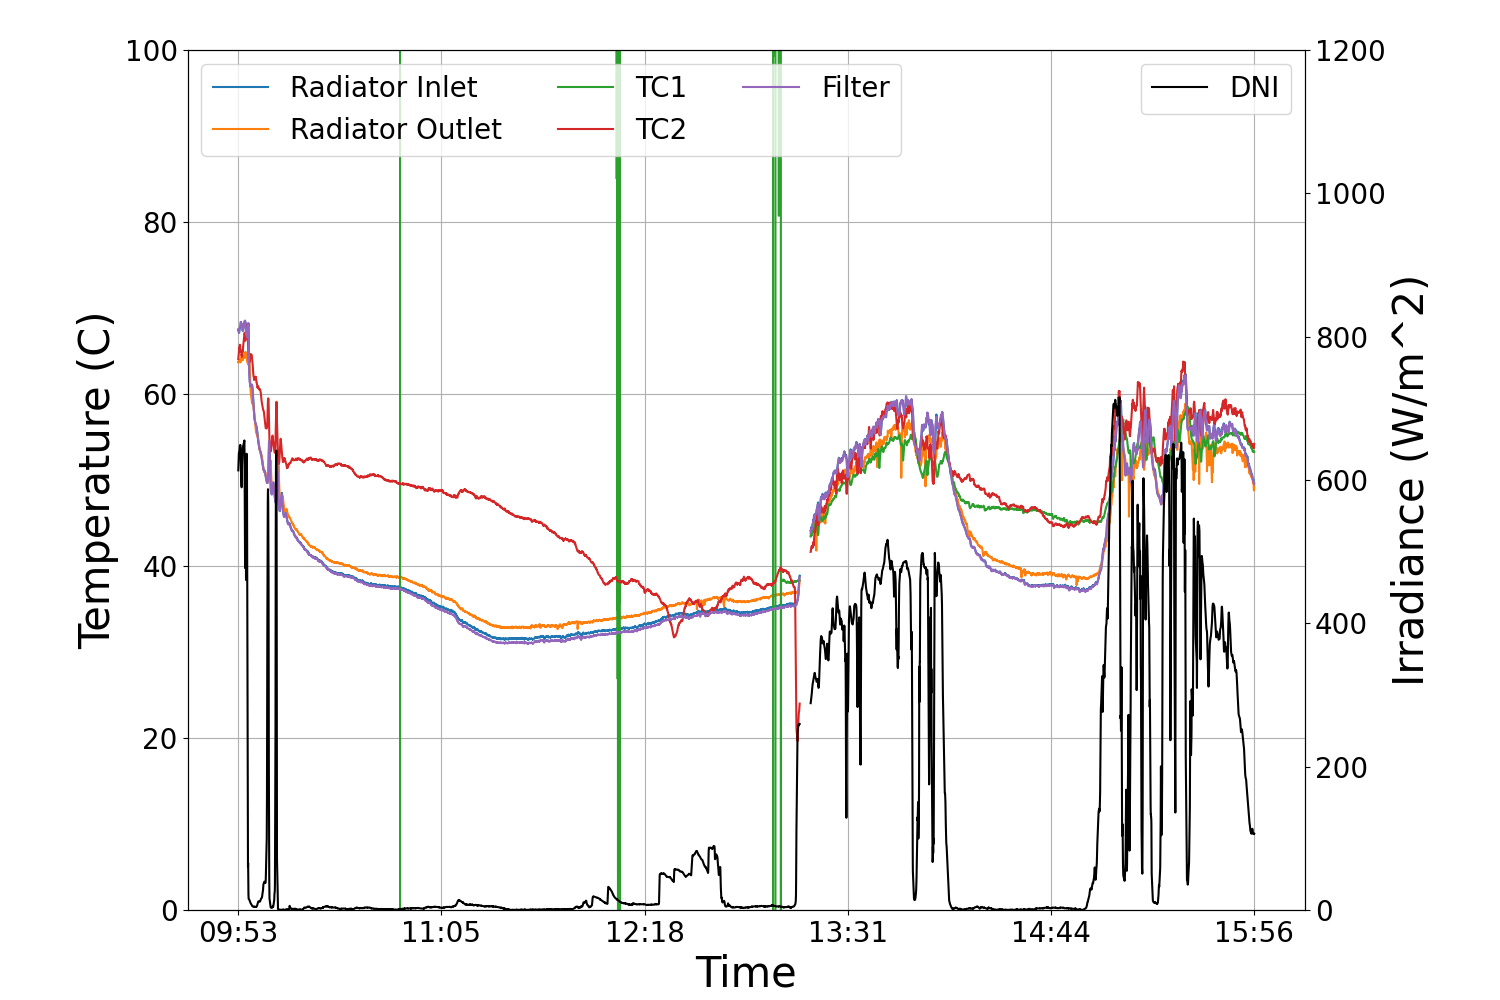 100
80
60
40
20
0
Temperature (C)
Radiator Inlet
Radiator Outlet
TC1
TC2
Filter
DNI
1200
1000
800
600
400
200
0
Irradiance (W/m^2)
09:53
11:05
12:18
13:31
14:44
15:56
Time